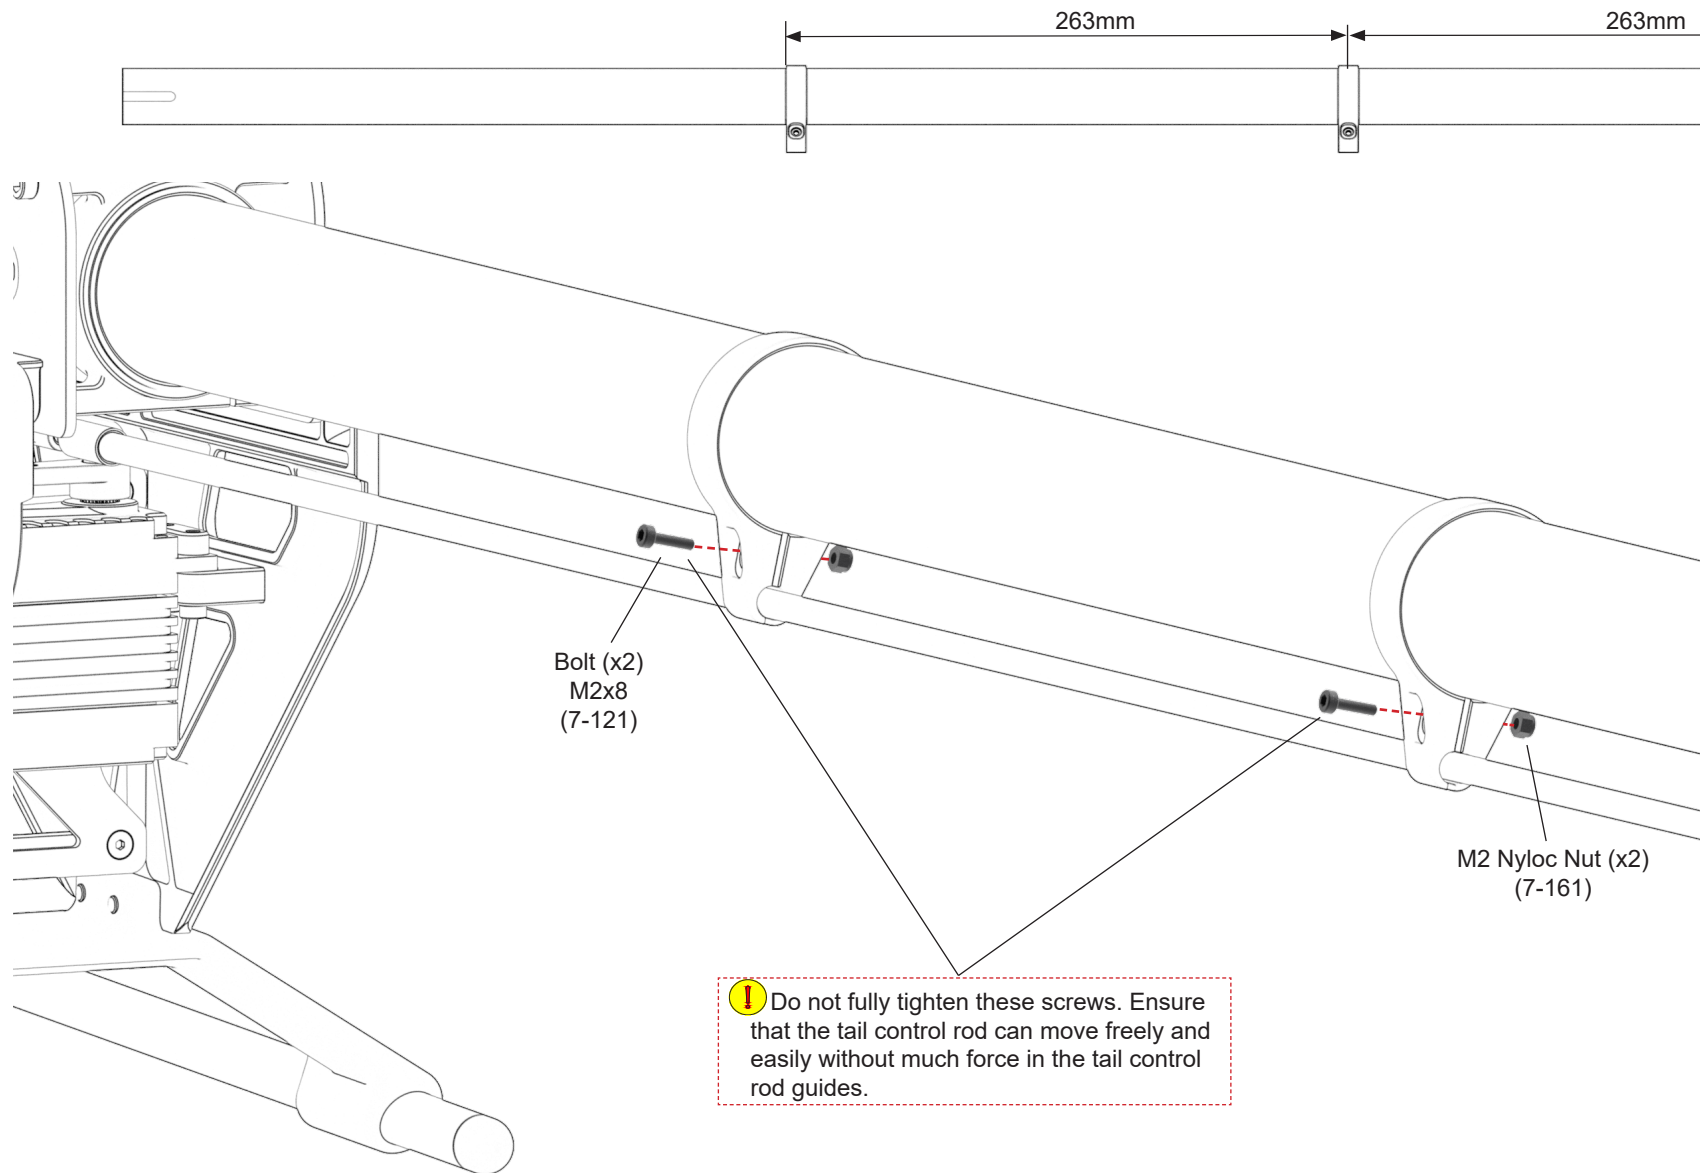 263mm
263mm
Bolt (x2)
M2x8
(7-121)
M2 Nyloc Nut (x2)
(7-161)
Do not fully tighten these screws. Ensure
that the tail control rod can move freely and
easily without much force in the tail control
rod guides.